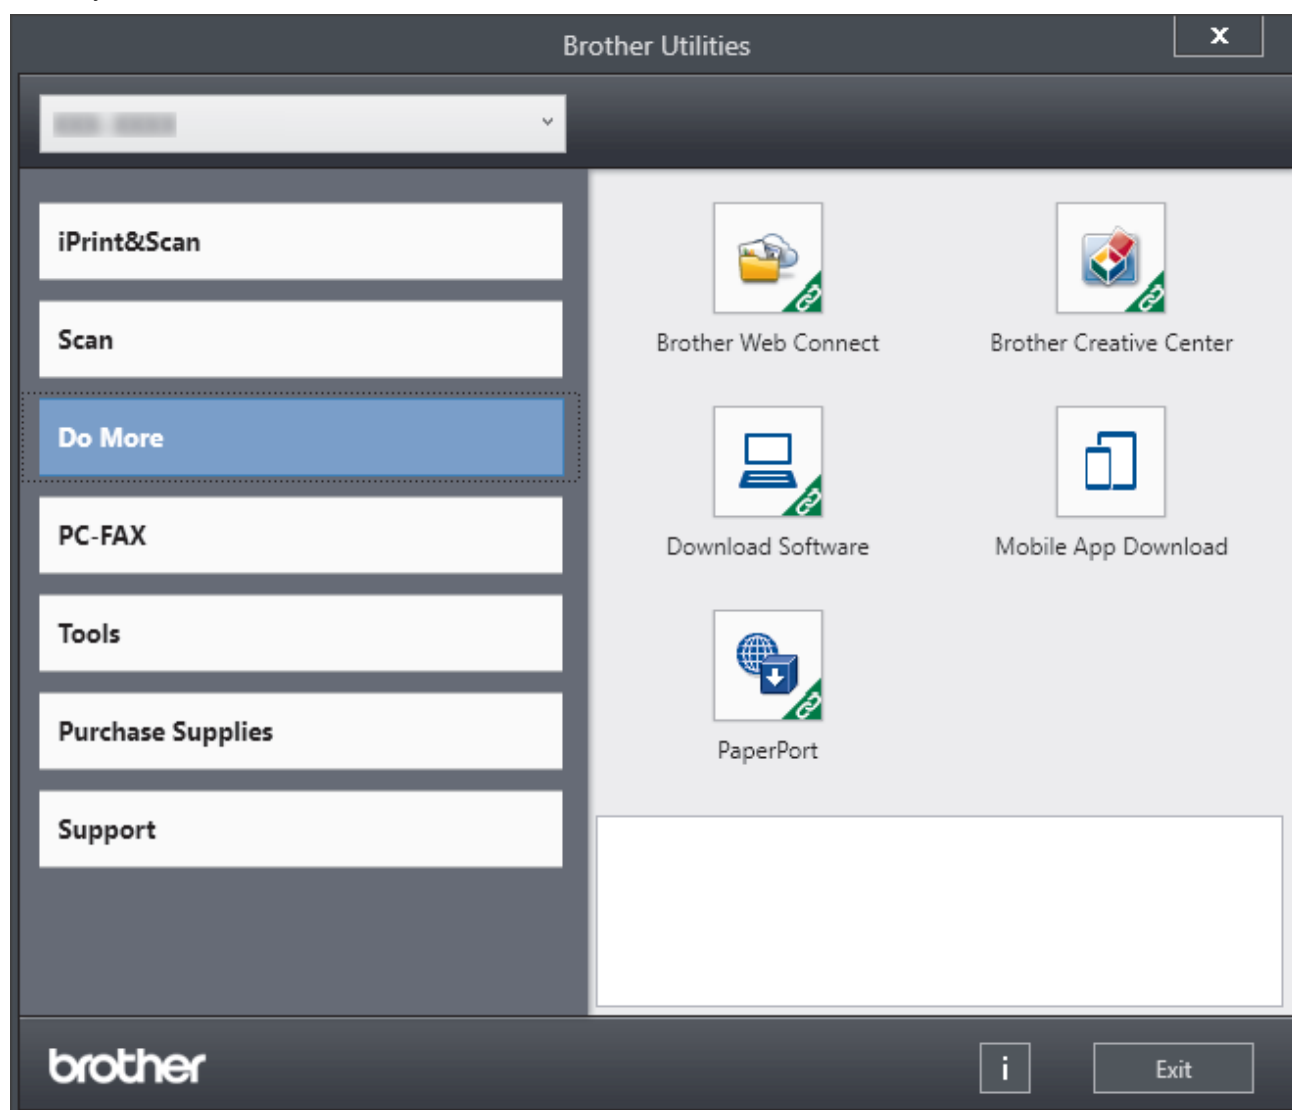 Brother Utilities
X
iPrint&Scan
Scan
Do More
PC-FAX
Tools
Purchase Supplies
Support
Brother Web Connect
Brother Creative Center
Download Software
Mobile App Download
PaperPort
brother
i
Exit